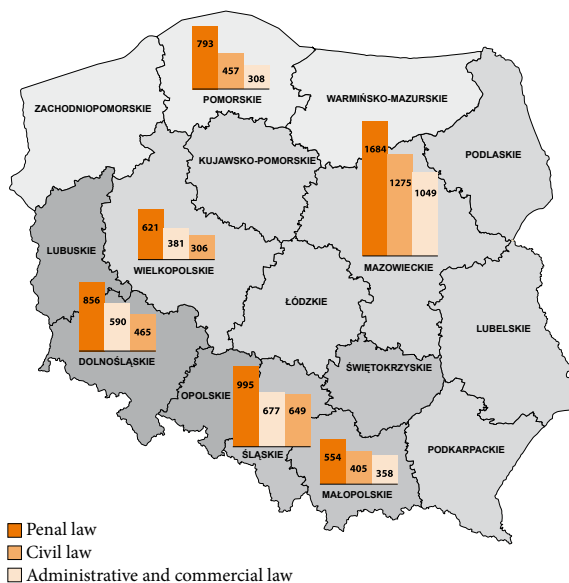 793
457
308
POMORSKIE
ZACHODNIOPOMORSKIE
WARMIŃSKO-MAZURSKIE
PODLASKIE
KUJAWSKO-POMORSKIE
1684
1275
1049
MAZOWIECKIE
621
381
306
WIELKOPOLSKIE
LUBUSKIE
856
590
465
DOLNOŚLĄSKIE
ŁÓDZKIE
LUBELSKIE
ŚWIĘTOKRZYSKIE
OPOLSKIE
995
677
649
ŚLĄSKIE
554
405
358
MAŁOPOLSKIE
PODKARPACKIE
Penal law
Civil law
Administrative and commercial law